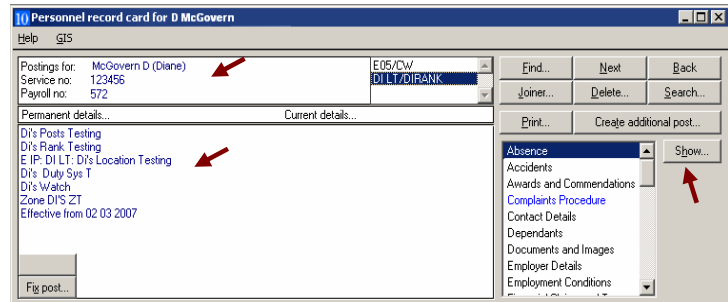 10 Personnel record card for D McGovern
Help GIS
Postings for: McGovern D (Diane)
Service no: 123456
Payroll no: 572
E05/CW
DI LT/DIRANK
Find... Next Back
Joiner... Delete... Search...
Print... Create additional post...
Permanent details... Current details...
Di's Posts Testing
Di's Rank Testing
E IP: DI LT: Di's Location Testing
Di's Duty Sys T
Di's Watch
Zone DI'S ZT
Effective from 02 03 2007
Fix post...
Absence
Accidents
Awards and Commendations
Complaints Procedure
Contact Details
Dependants
Documents and Images
Employer Details
Employment Conditions
Show...